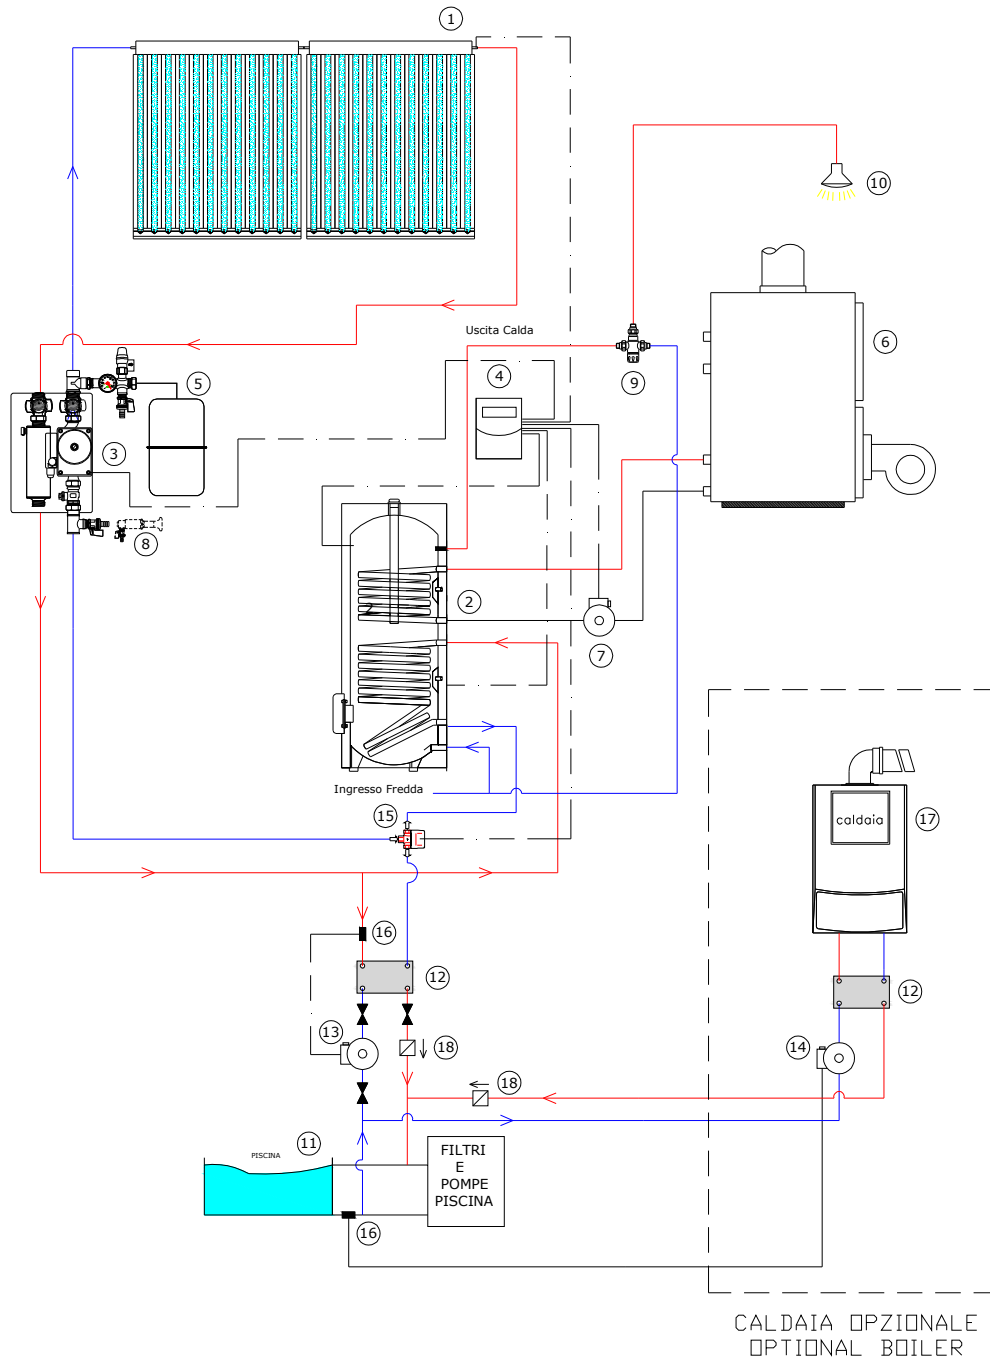 1
10
Uscita Calda
6
4
5
9
3
8
2
7
Ingresso Fredda
15
caldaia
17
16
12
12
13
18
14
18
PISCINA
11
FILTRI
E
POMPE
PISCINA
16
CALDAIA OPZIONALE
OPTIONAL BOILER